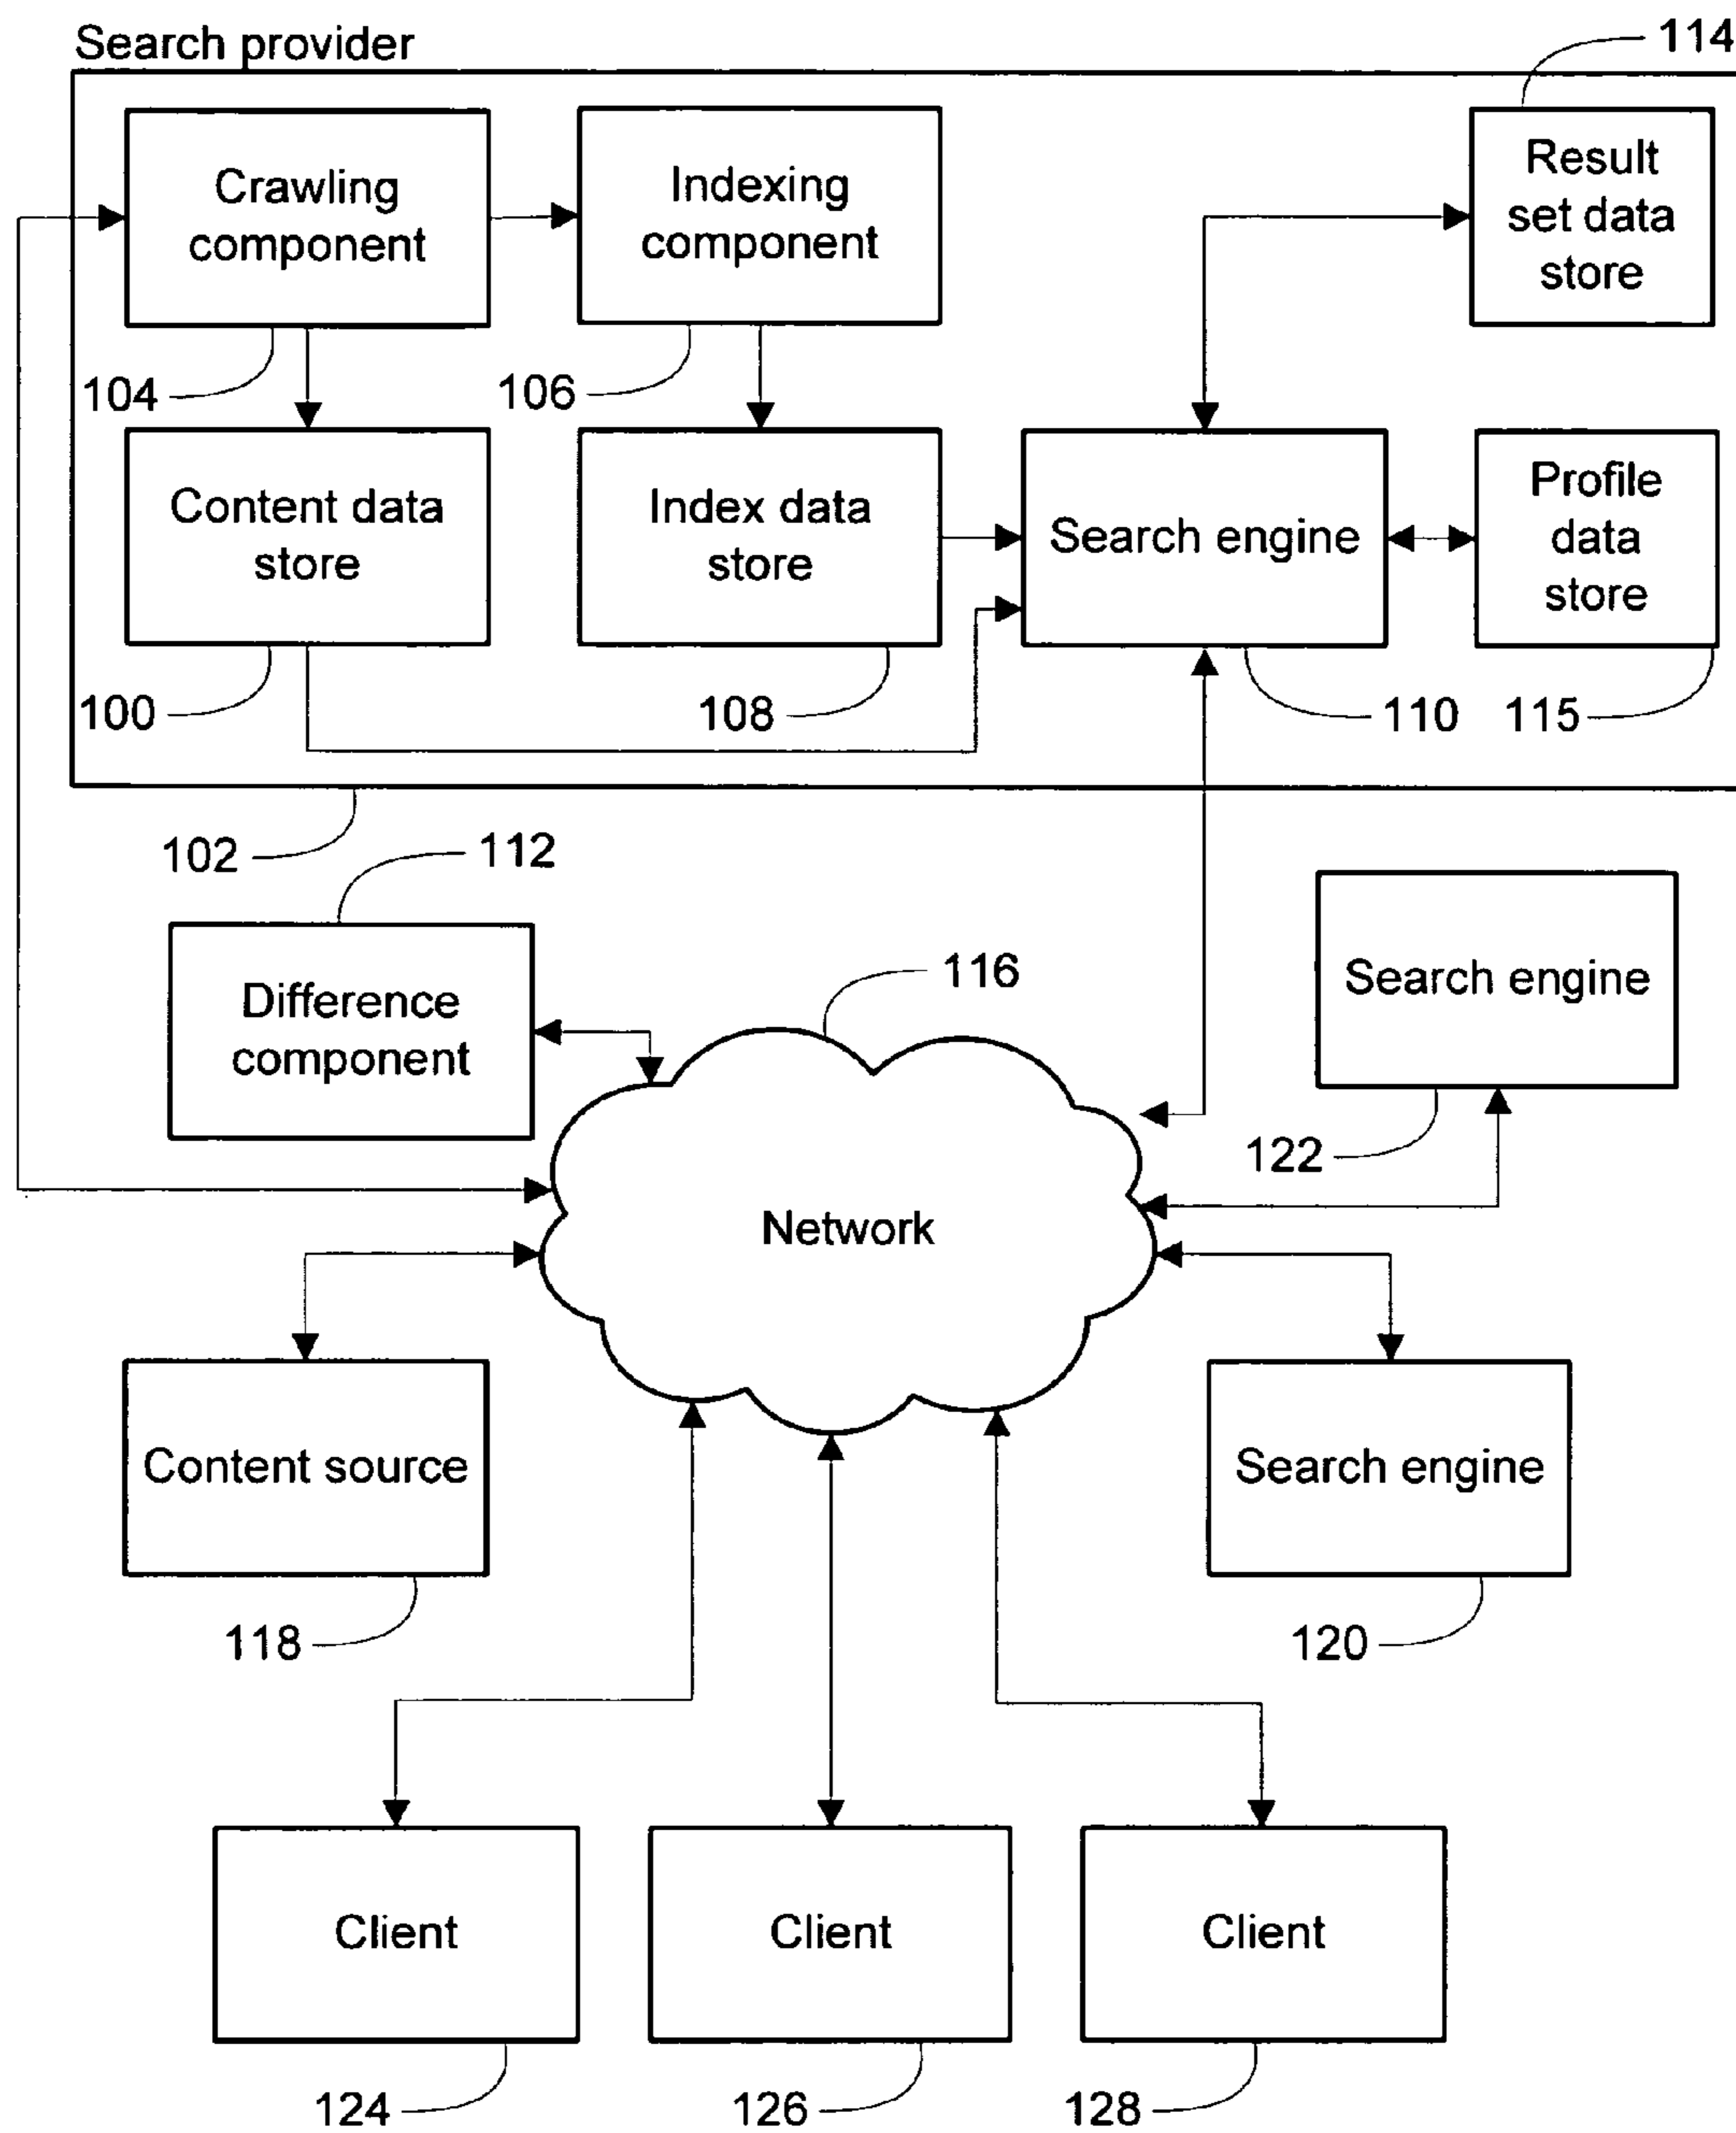 Search provider
114
Crawling
component
Indexing
component
Result
set data
store
104
106
Content data
store
Index data
store
Search engine
Profile
data
store
100
108
110
115
102
112
Difference
component
116
Search engine
122
Network
Content source
Search engine
118
120
Client
Client
Client
124
126
128